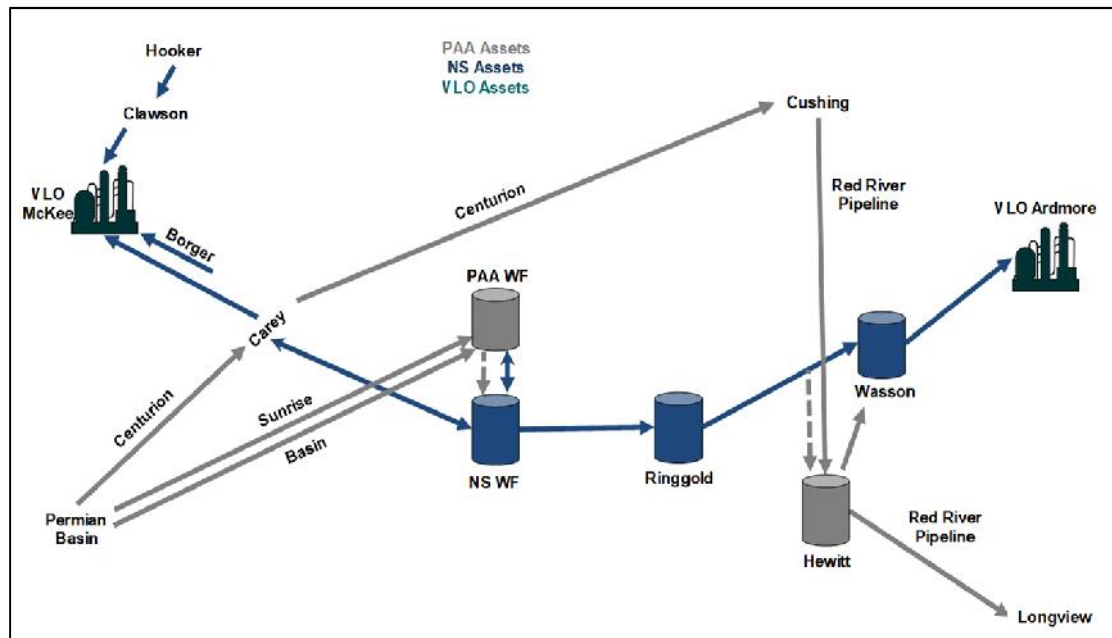 PAA Assets
NS Assets
VLO Assets
Hooker
Clawson
VLO
McKee
Borger
Carey
Centurion
Cushing
Red River
Pipeline
VLO Ardmore
PAA WF
Centurion
Sunrise
Basin
NS WF
Ringgold
Wasson
Permian
Basin
Hewitt
Red River
Pipeline
Longview